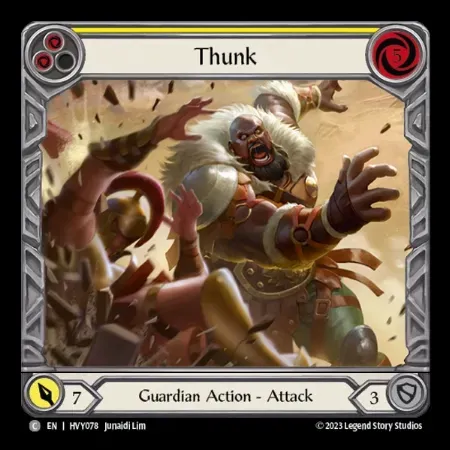 Thunk
5
7
Guardian Action - Attack
3
C EN | HVY078 Junaidi Lim
© 2023 Legend Story Studios